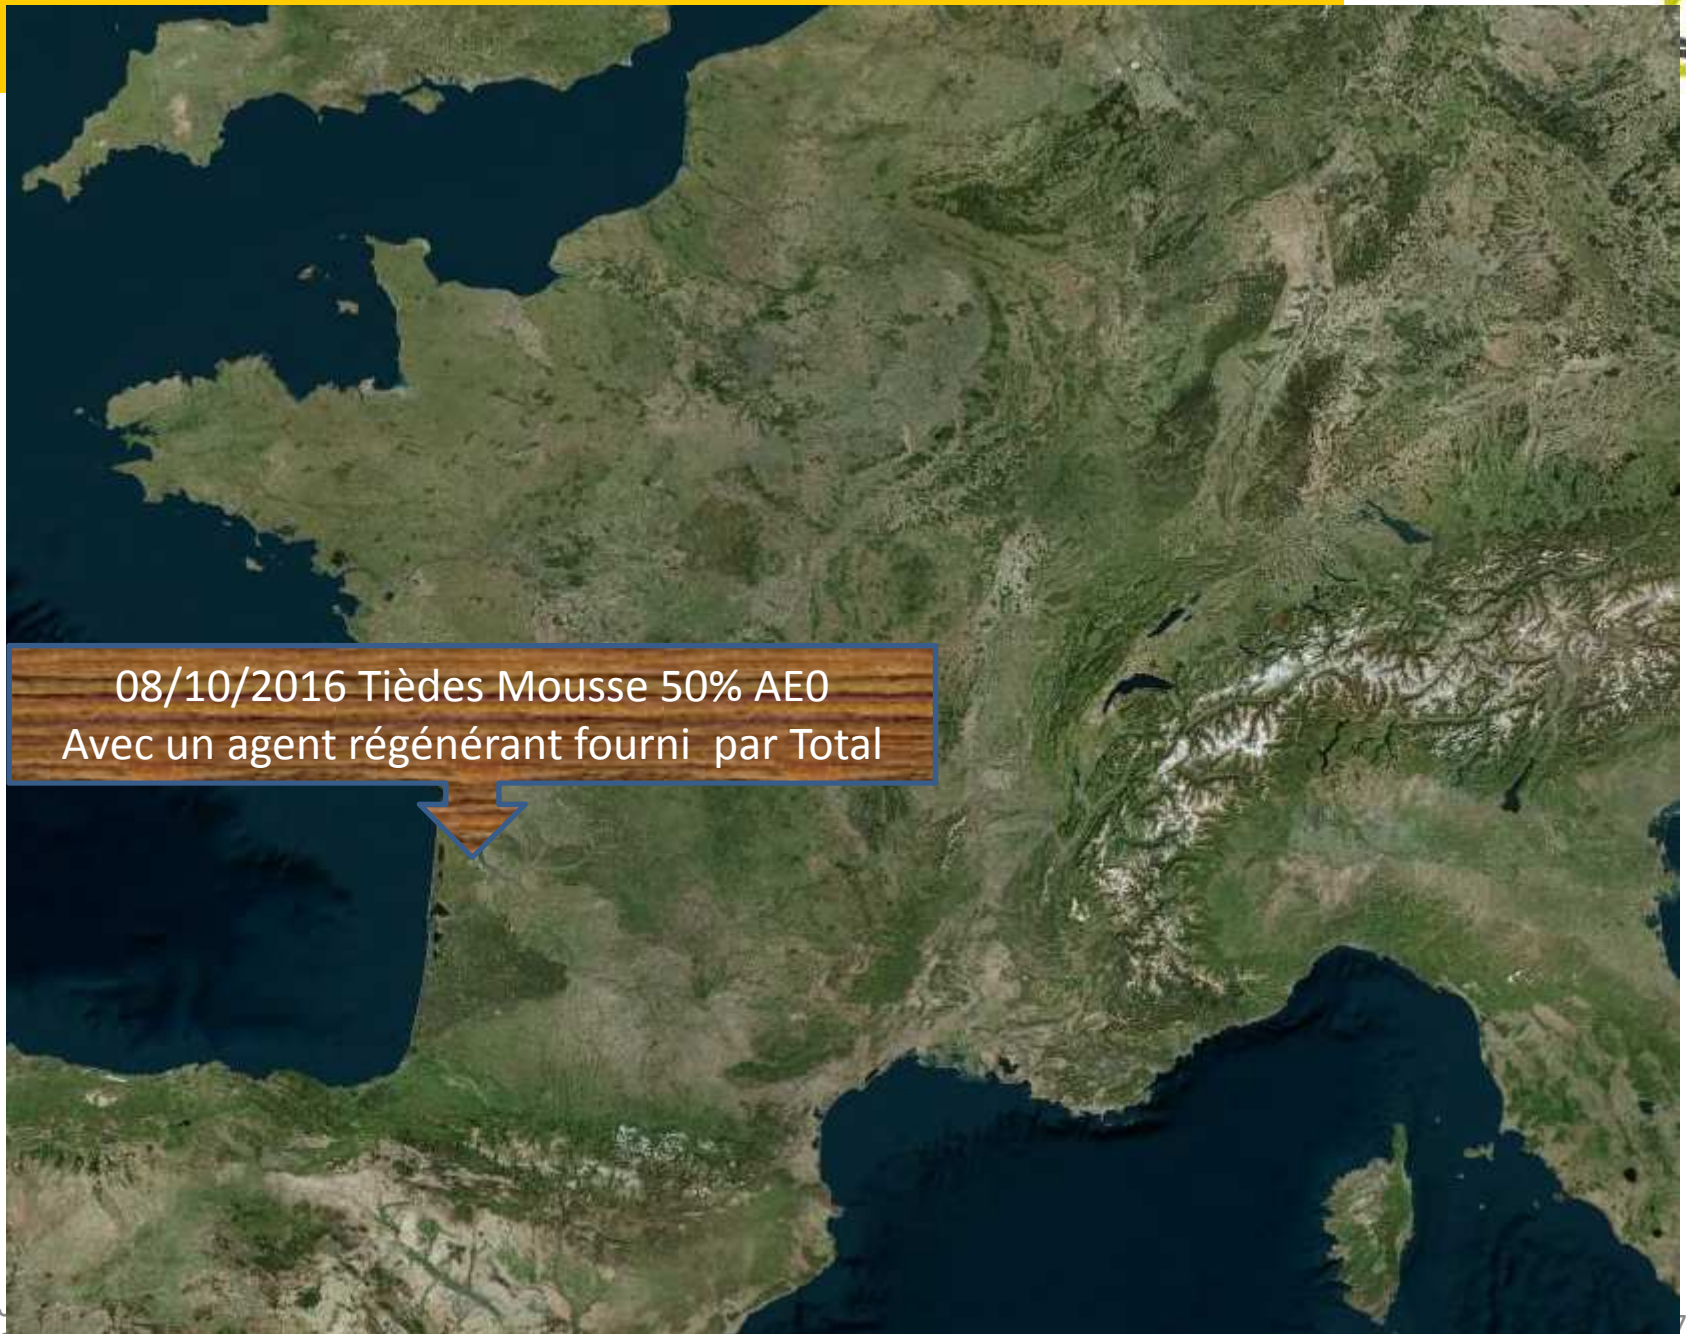 08/10/2016 Tièdes Mousse 50% AE0
Avec un agent régénérant fourni  par Total